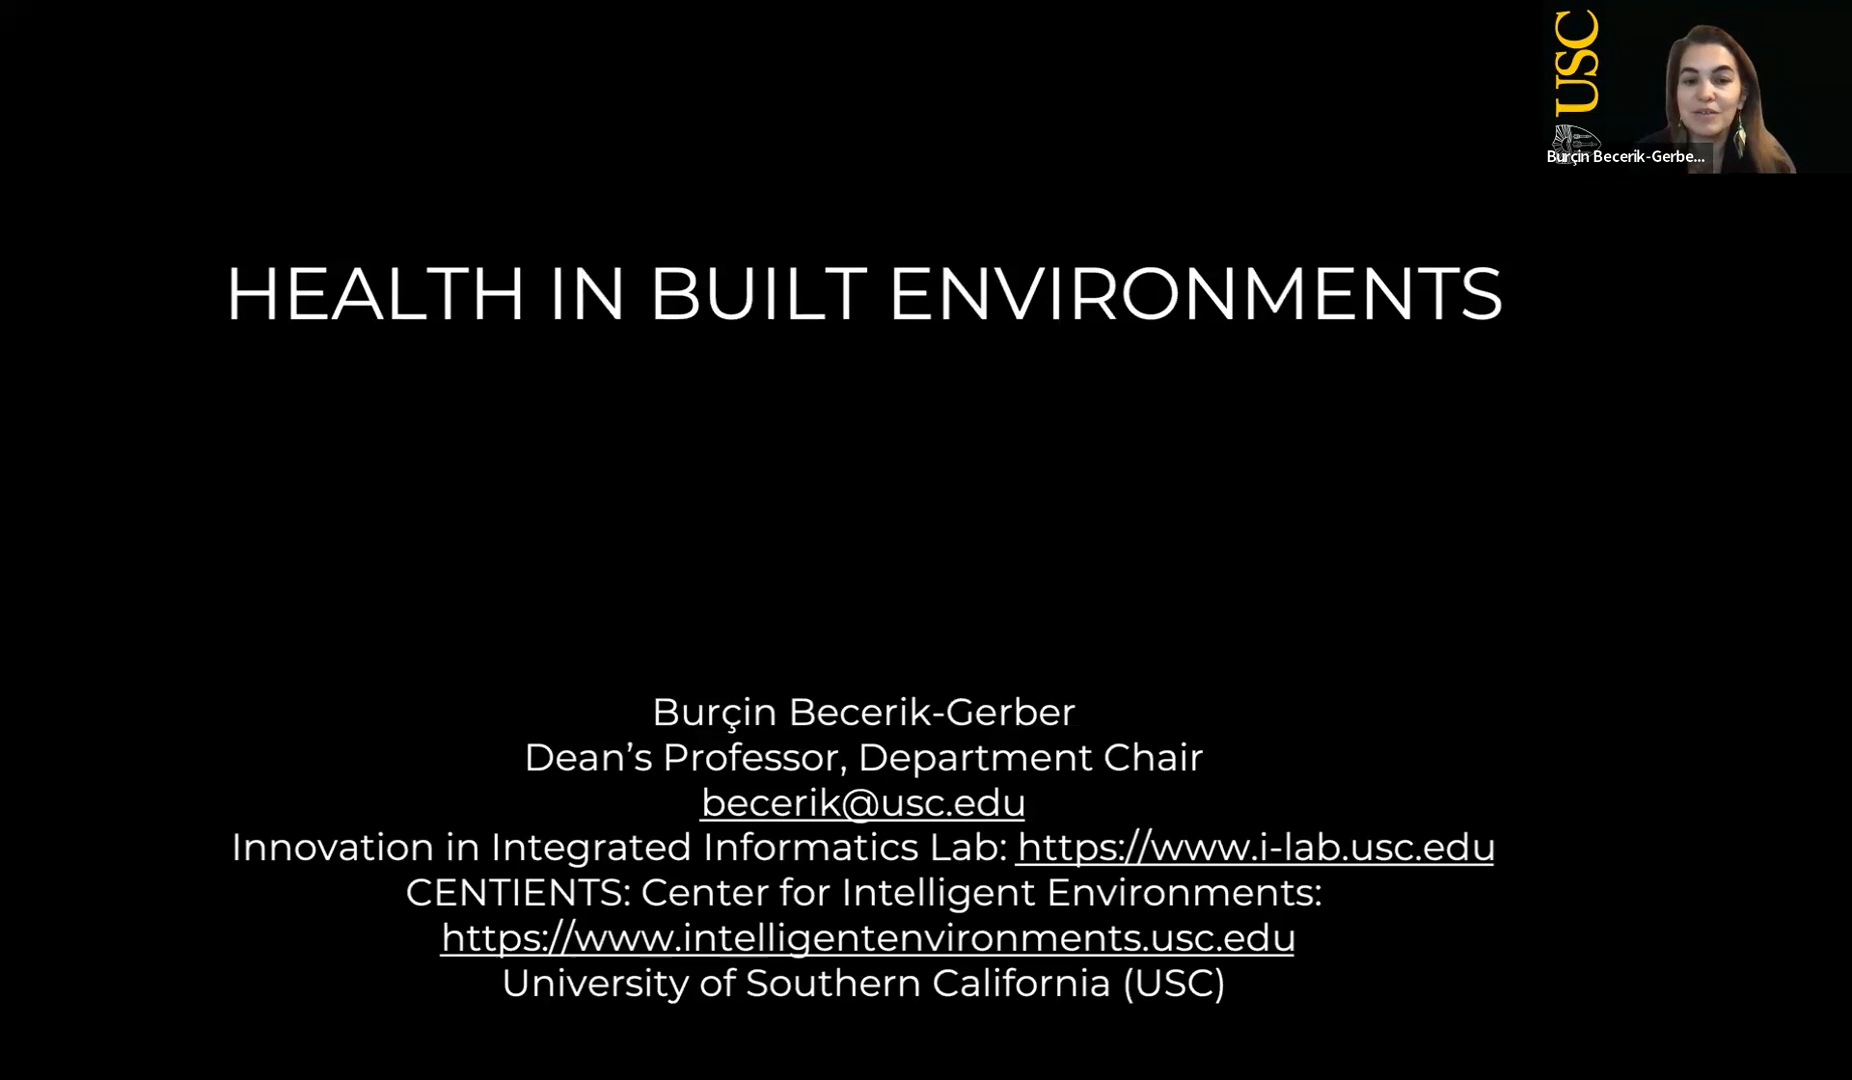 USC
Burçin Becerik-Gerbe...
HEALTH IN BUILT ENVIRONMENTS
Burçin Becerik-Gerber
Dean’s Professor, Department Chair
becerik@usc.edu
Innovation in Integrated Informatics Lab: https://www.i-lab.usc.edu
CENTIENTS: Center for Intelligent Environments:
https://www.intelligentenvironments.usc.edu
University of Southern California (USC)